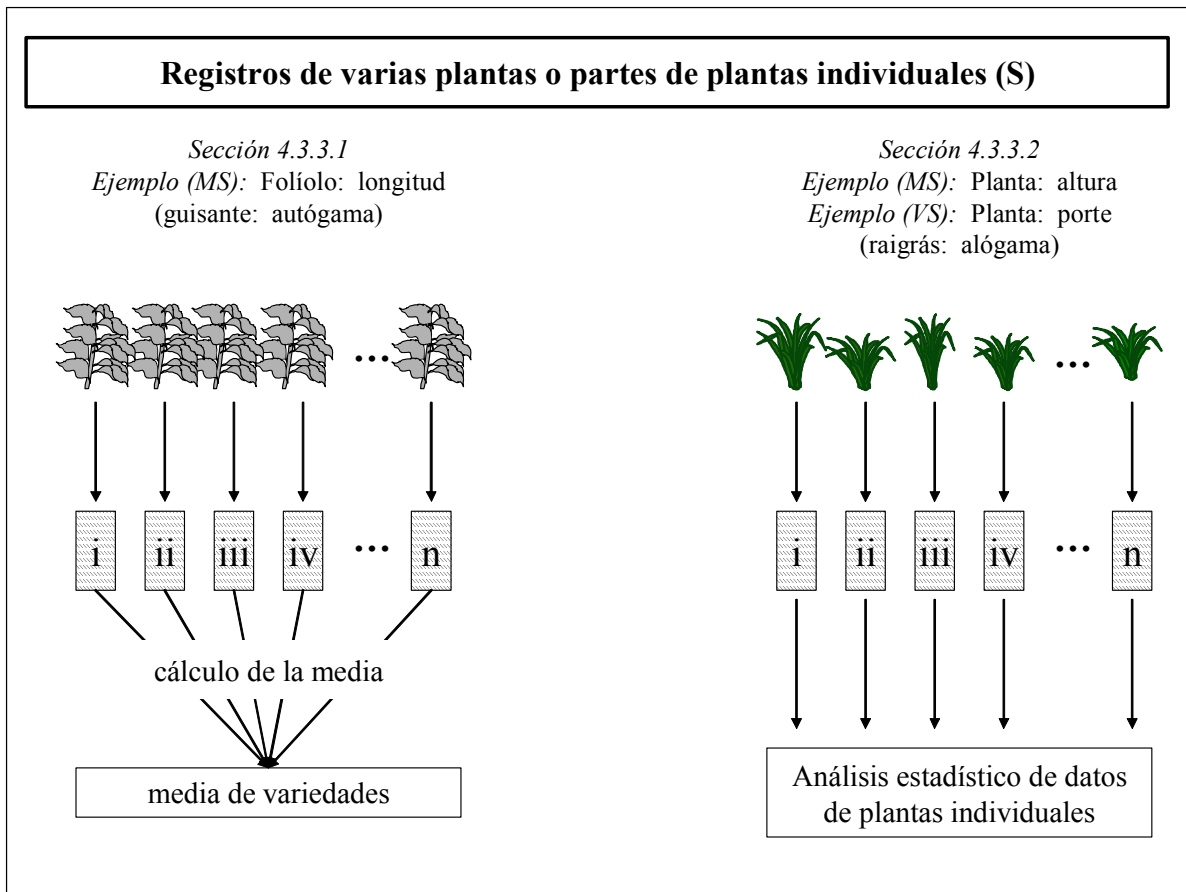 Registros de varias plantas o partes de plantas individuales (S)
Sección 4.3.3.1
Ejemplo (MS): Folíolo: longitud
(guisante: autógama)
...
i ii iii iv ... n
cálculo de la media
media de variedades
Sección 4.3.3.2
Ejemplo (MS): Planta: altura
Ejemplo (VS): Planta: porte
(raigrás: alógama)
...
i ii iii iv ... n
Análisis estadístico de datos
de plantas individuales